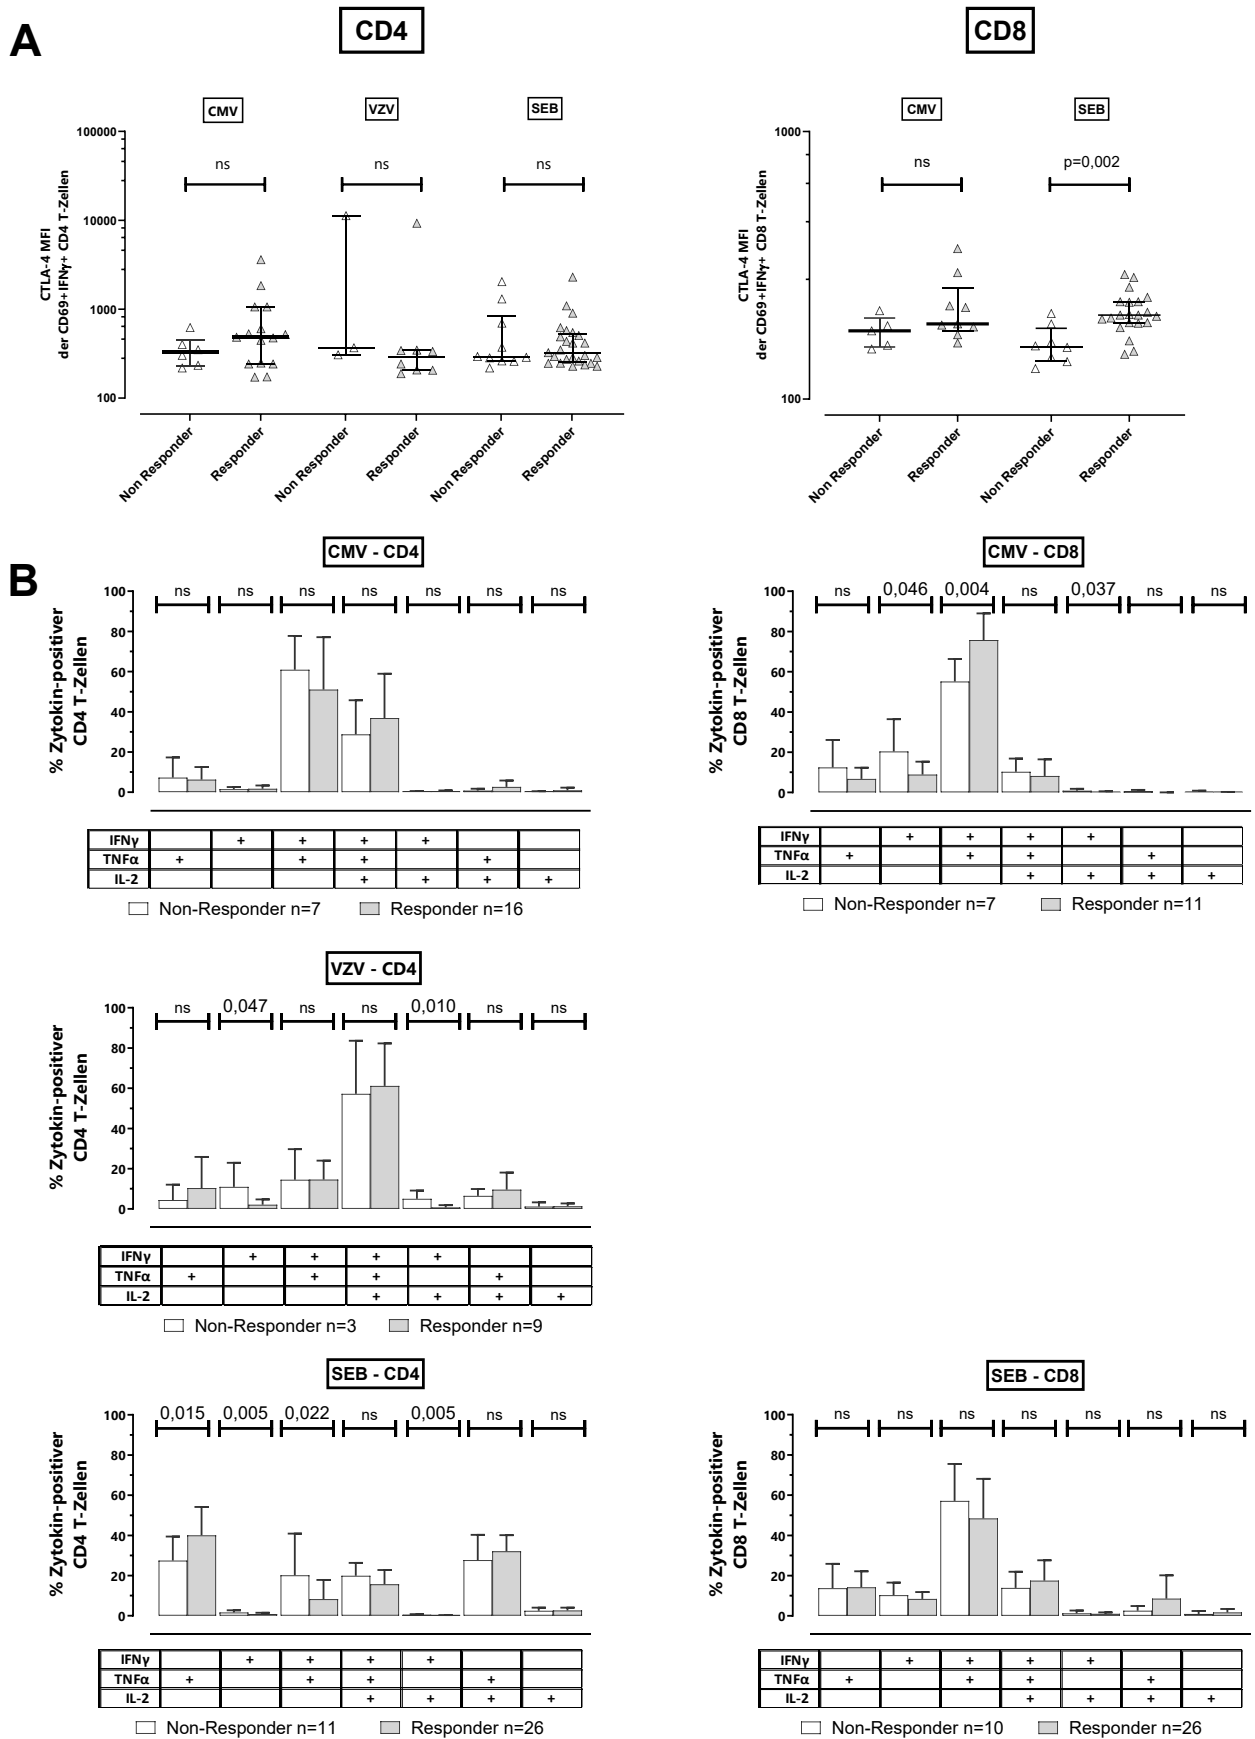 A
CD4
CD8
CMV
VZV
SEB
CMV
SEB
CTLA-4 MFI
der CD69+IFNγ+ CD4 T-Zellen
100000
10000
1000
100
ns
ns
ns
Non Responder
Responder
Non Responder
Responder
Non Responder
Responder
CTLA-4 MFI
der CD69+IFNγ+ CD8 T-Zellen
1000
100
ns
p=0,002
Non Responder
Responder
Non Responder
Responder
B
CMV - CD4
% Zytokin-positiver
CD4 T-Zellen
100
80
60
40
20
0
ns ns ns ns ns ns ns
IFNγ + + + +
TNFα + + + +
IL-2 + + + +
Non-Responder n=7 Responder n=16
CMV - CD8
% Zytokin-positiver
CD8 T-Zellen
100
80
60
40
20
0
ns 0,046 0,004 ns 0,037 ns ns
IFNγ + + + +
TNFα + + + +
IL-2 + + + +
Non-Responder n=7 Responder n=11
VZV - CD4
% Zytokin-positiver
CD4 T-Zellen
100
80
60
40
20
0
ns 0,047 ns ns 0,010 ns ns
IFNγ + + + +
TNFα + + + +
IL-2 + + + +
Non-Responder n=3 Responder n=9
SEB - CD4
% Zytokin-positiver
CD4 T-Zellen
100
80
60
40
20
0
0,015 0,005 0,022 ns 0,005 ns ns
IFNγ + + + +
TNFα + + + +
IL-2 + + + +
Non-Responder n=11 Responder n=26
SEB - CD8
% Zytokin-positiver
CD8 T-Zellen
100
80
60
40
20
0
ns ns ns ns ns ns ns
IFNγ + + + +
TNFα + + + +
IL-2 + + + +
Non-Responder n=10 Responder n=26